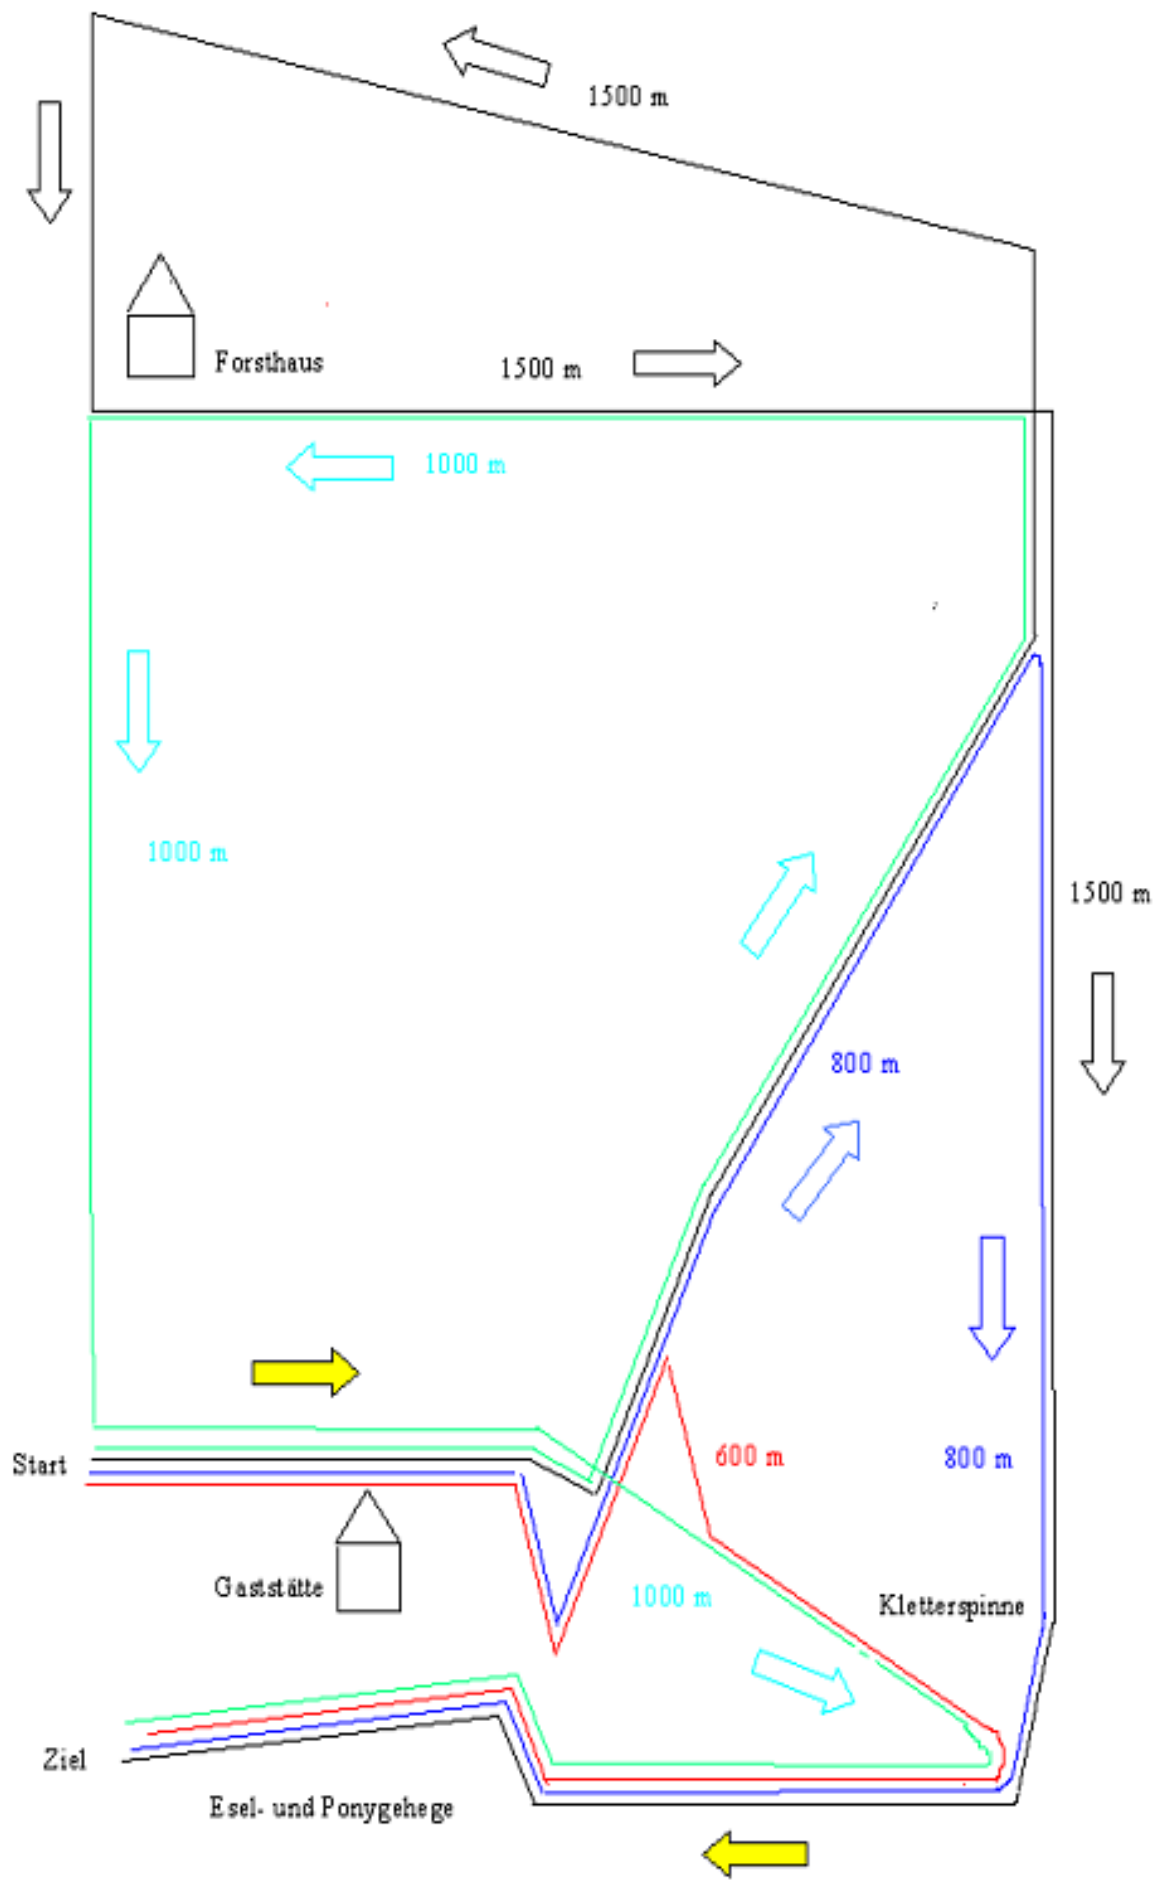 1500 m
Forsthaus
1500 m
1000 m
1000 m
1500 m
800 m
Start
600 m
800 m
Gaststätte
1000 m
Kletterspinne
Ziel
Esel- und Ponygehege